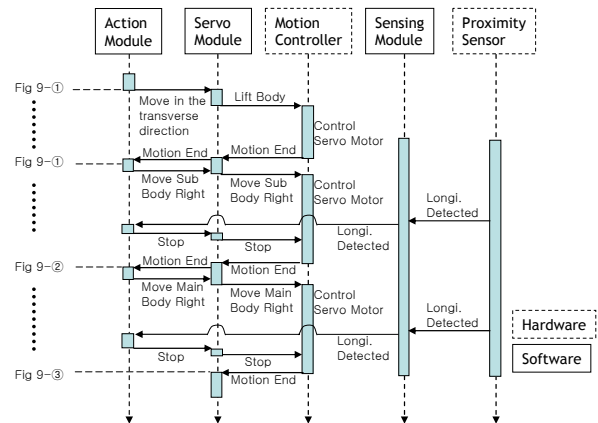 Action Module
Servo Module
Motion Controller
Sensing Module
Proximity Sensor
Fig 9-①
Move in the transverse direction
Lift Body
Control Servo Motor
Motion End
Motion End
Fig 9-①
Move Sub Body Right
Move Sub Body Right
Control Servo Motor
Longi. Detected
Longi. Detected
Stop
Stop
Motion End
Motion End
Fig 9-②
Move Main Body Right
Move Main Body Right
Control Servo Motor
Longi. Detected
Longi. Detected
Stop
Stop
Fig 9-③
Motion End
Hardware
Software